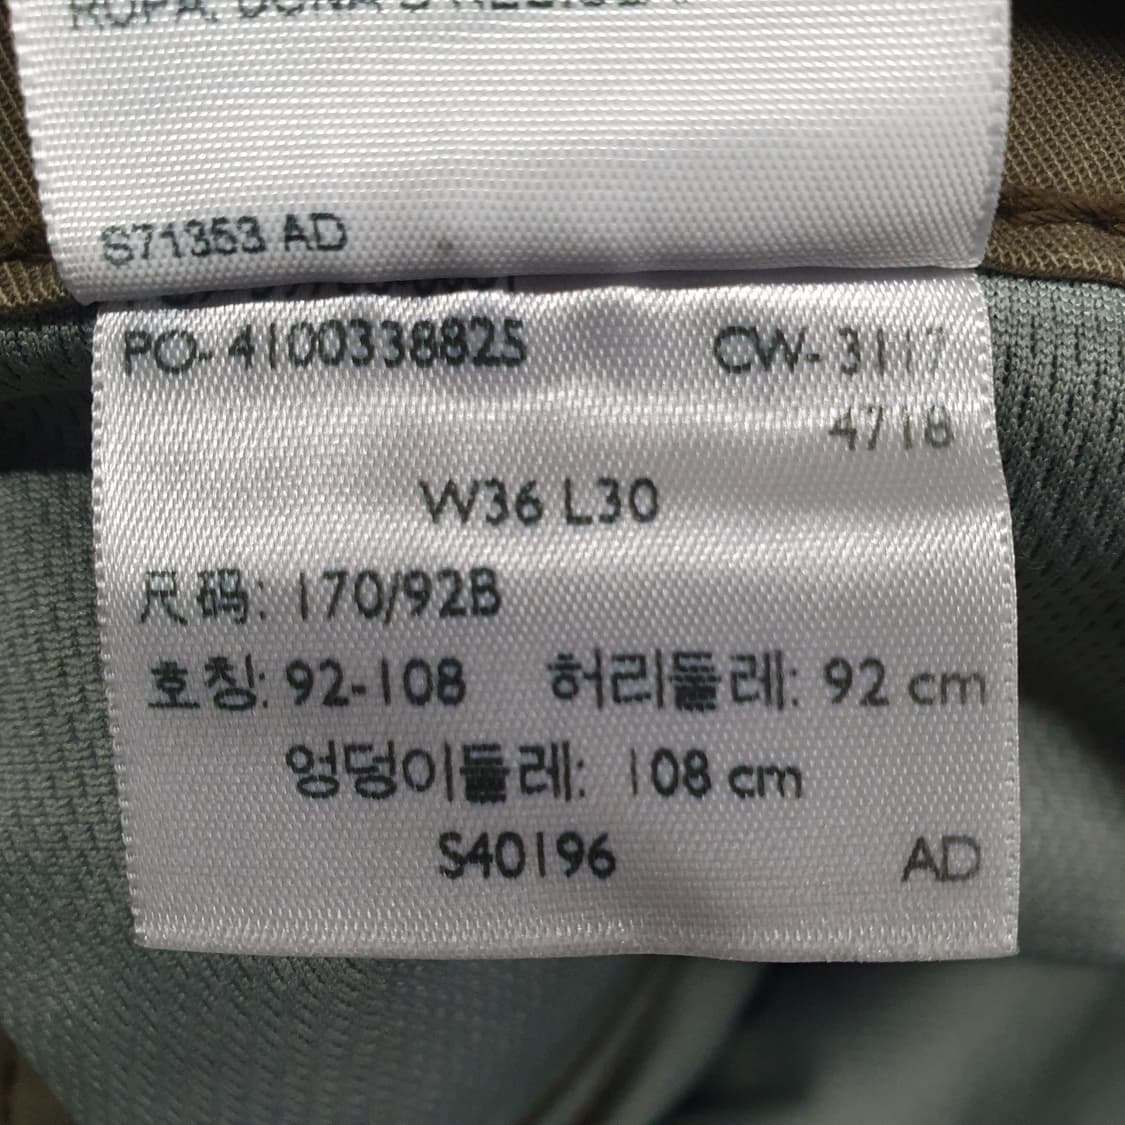 S71353 AD
PO- 4100338825 CW- 3117
4718
W36 L30
尺码: 170/92B
호칭: 92-108 허리둘레: 92 cm
엉덩이둘레: 108 cm
S40196 AD